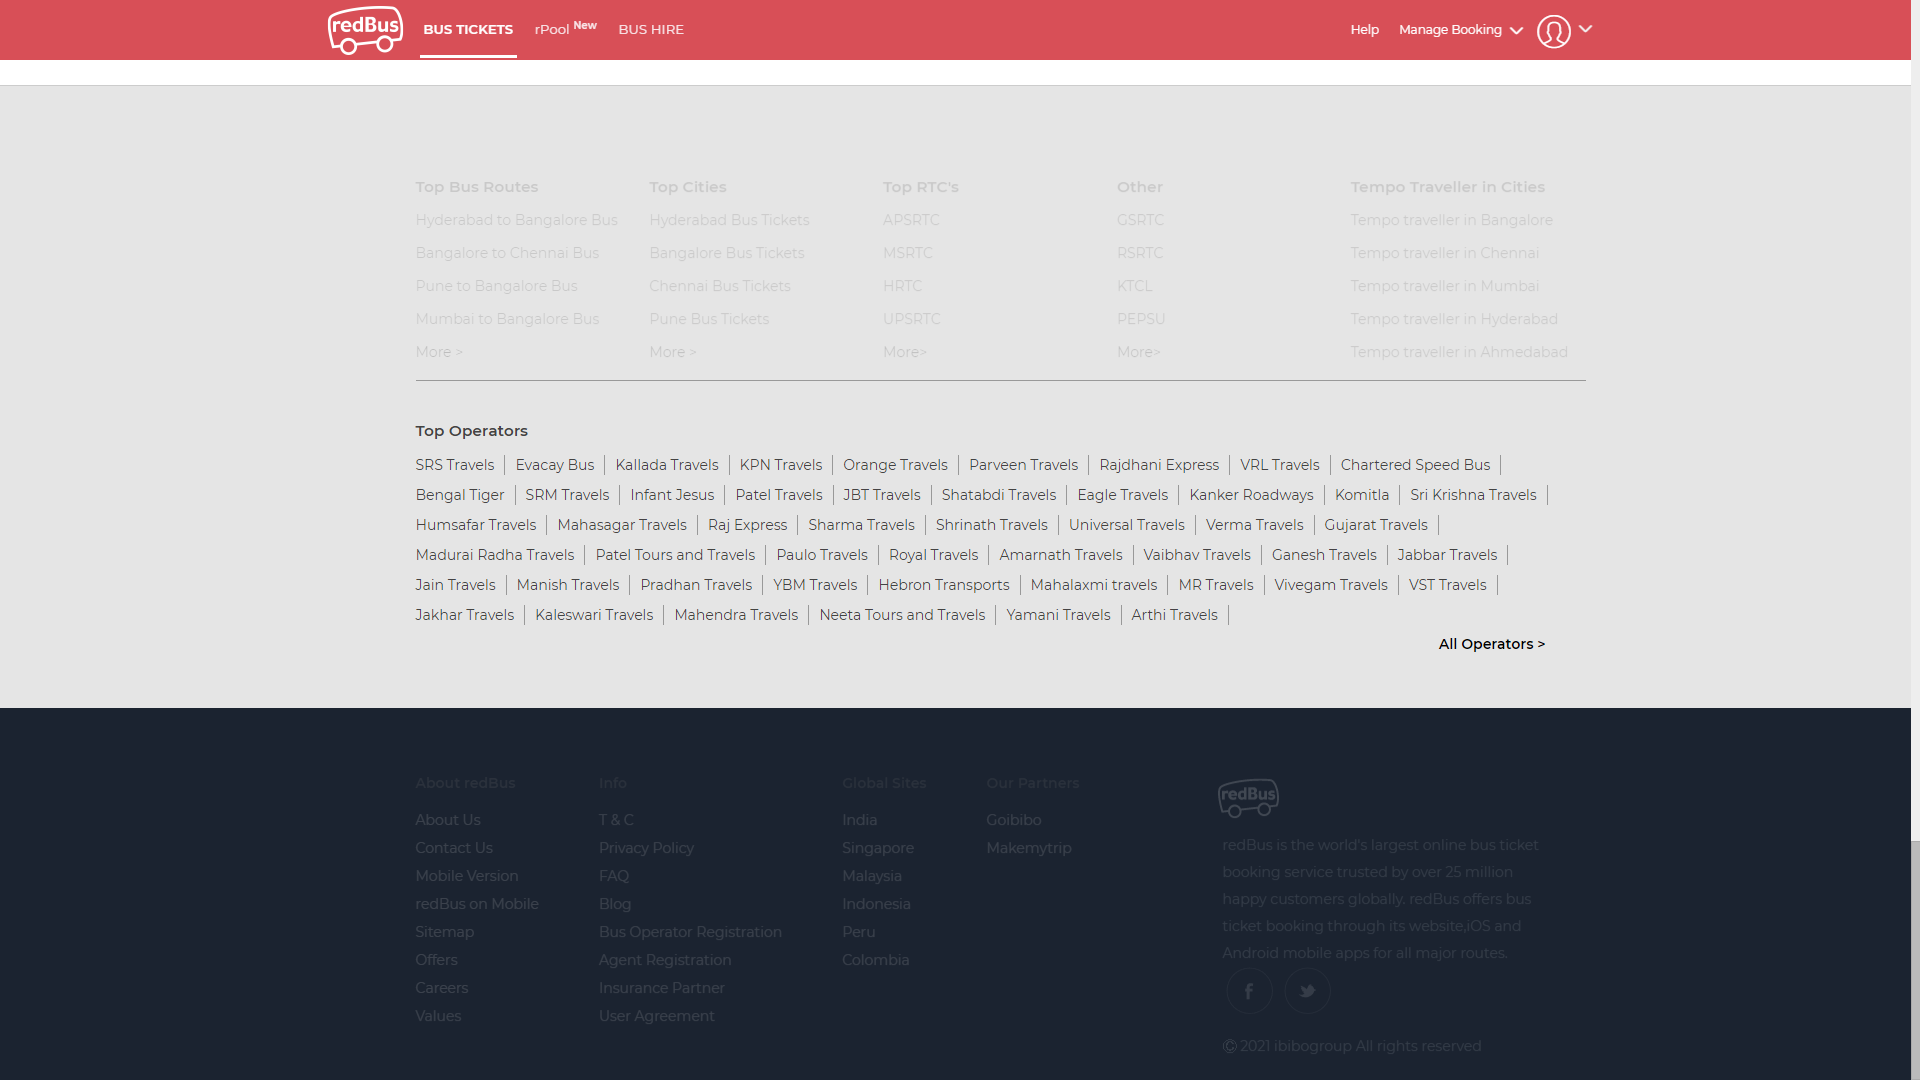 redBus BUS TICKETS rPool New BUS HIRE Help Manage Booking
Top Bus Routes Top Cities Top RTC's Other Tempo Traveller in Cities
Hyderabad to Bangalore Bus Hyderabad Bus Tickets APSRTC GSRTC Tempo traveller in Bangalore
Bangalore to Chennai Bus Bangalore Bus Tickets MSRTC RSRTC Tempo traveller in Chennai
Pune to Bangalore Bus Chennai Bus Tickets HRTC KTCL Tempo traveller in Mumbai
Mumbai to Bangalore Bus Pune Bus Tickets UPSRTC PEPSU Tempo traveller in Hyderabad
More > More > More> More> Tempo traveller in Ahmedabad
Top Operators
SRS Travels Evacay Bus Kallada Travels KPN Travels Orange Travels Parveen Travels Rajdhani Express VRL Travels Chartered Speed Bus
Bengal Tiger SRM Travels Infant Jesus Patel Travels JBT Travels Shatabdi Travels Eagle Travels Kanker Roadways Komitla Sri Krishna Travels
Humsafar Travels Mahasagar Travels Raj Express Sharma Travels Shrinath Travels Universal Travels Verma Travels Gujarat Travels
Madurai Radha Travels Patel Tours and Travels Paulo Travels Royal Travels Amarnath Travels Vaibhav Travels Ganesh Travels Jabbar Travels
Jain Travels Manish Travels Pradhan Travels YBM Travels Hebron Transports Mahalaxmi travels MR Travels Vivegam Travels VST Travels
Jakhar Travels Kaleswari Travels Mahendra Travels Neeta Tours and Travels Yamani Travels Arthi Travels
All Operators >
About redBus Info Global Sites Our Partners
redBus
About Us T & C India Goibibo
Contact Us Privacy Policy Singapore Makemytrip
Mobile Version FAQ Malaysia
redBus on Mobile Blog Indonesia
Sitemap Bus Operator Registration Peru
Offers Agent Registration Colombia
Careers Insurance Partner
Values User Agreement
redBus is the world's largest online bus ticket
booking service trusted by over 25 million
happy customers globally. redBus offers bus
ticket booking through its website,iOS and
Android mobile apps for all major routes.
© 2021 ibibogroup All rights reserved